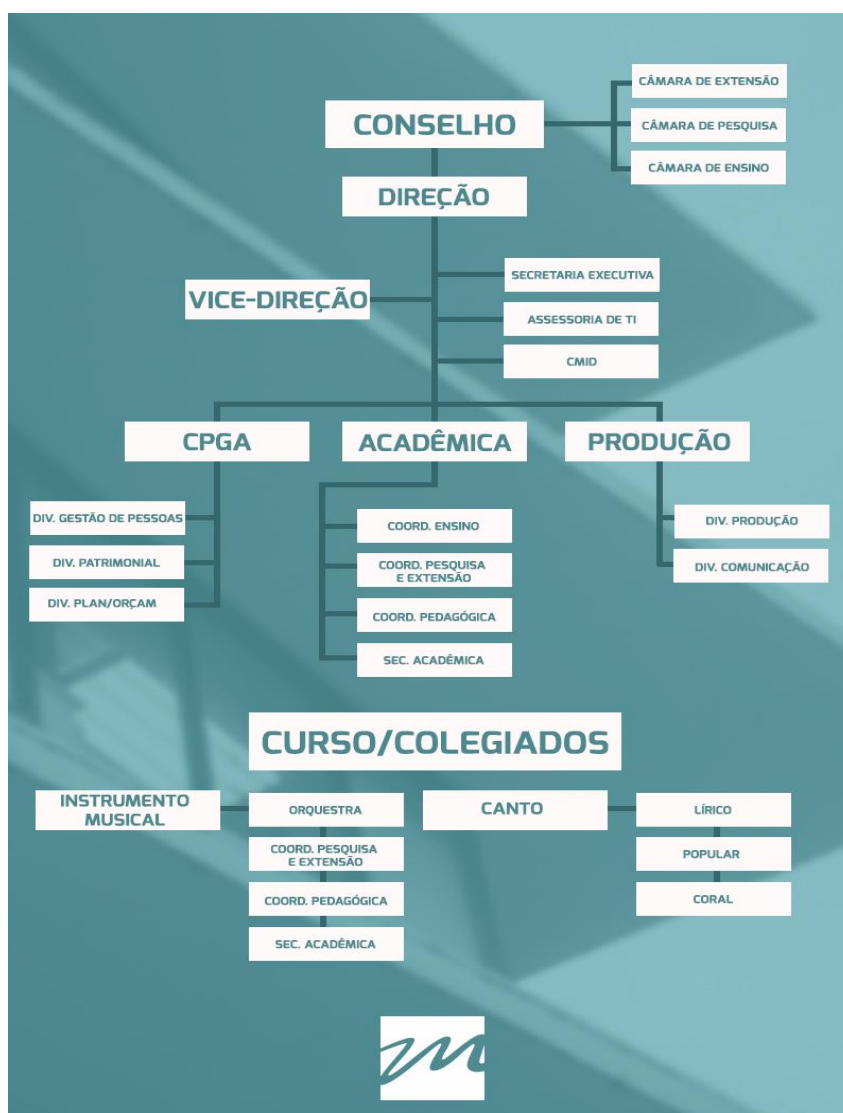 CÂMARA DE EXTENSÃO
CONSELHO
CÂMARA DE PESQUISA
CÂMARA DE ENSINO
DIREÇÃO
SECRETARIA EXECUTIVA
VICE-DIREÇÃO
ASSESSORIA DE TI
CMID
CPGA
ACADÊMICA
PRODUÇÃO
DIV. GESTÃO DE PESSOAS
DIV. PATRIMONIAL
DIV. PLAN/ORÇAM
COORD. ENSINO
COORD. PESQUISA
E EXTENSÃO
COORD. PEDAGÓGICA
SEC. ACADÊMICA
DIV. PRODUÇÃO
DIV. COMUNICAÇÃO
CURSO/COLEGIADOS
INSTRUMENTO
MUSICAL
ORQUESTRA
COORD. PESQUISA
E EXTENSÃO
COORD. PEDAGÓGICA
SEC. ACADÊMICA
CANTO
LÍRICO
POPULAR
CORAL
m